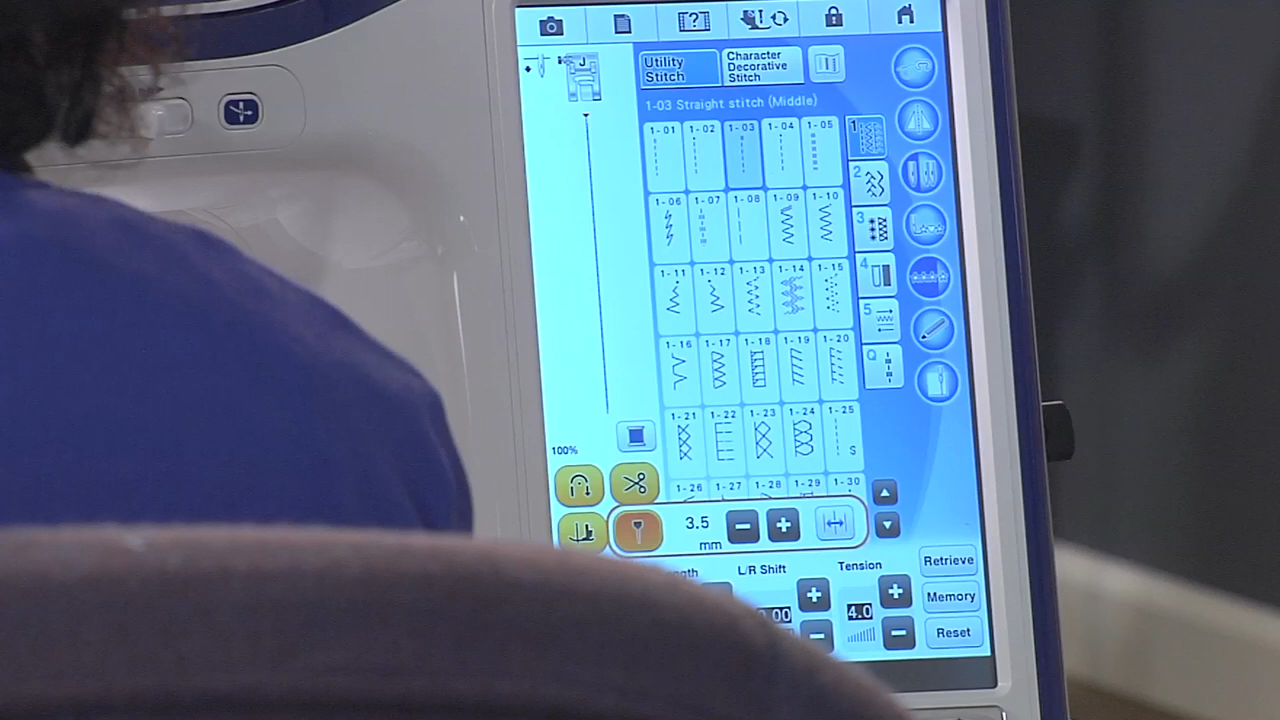 ?
J
Utility
Stitch
Character
Decorative
Stitch
1-03 Straight stitch (Middle)
1-01 1-02 1-03 1-04 1-05
1
1-06 1-07 1-08 1-09 1-10
2
3
1-11 1-12 1-13 1-14 1-15
4
5
1-16 1-17 1-18 1-19 1-20
Q
1-21 1-22 1-23 1-24 1-25
S
100%
1-26 1-27 1-28 1-29 1-30
3.5
mm
L/R Shift
Tension
Retrieve
4.0
Memory
Reset